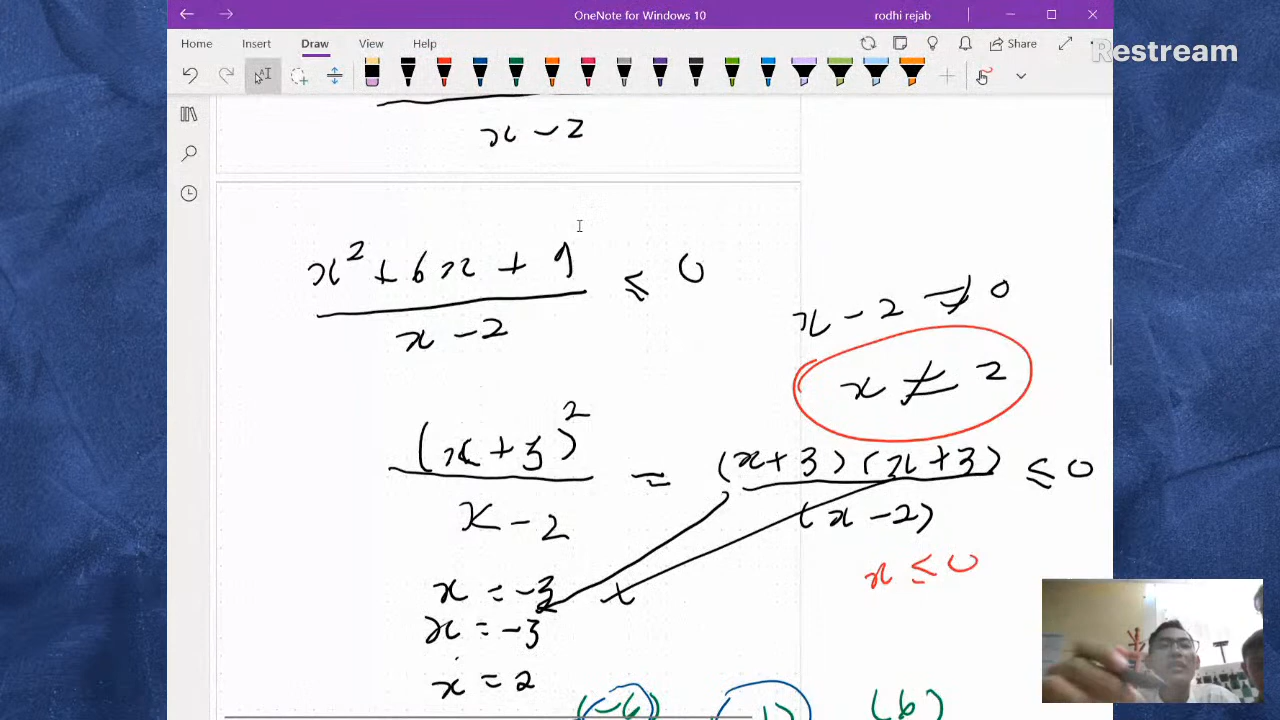 OneNote for Windows 10
rodhi rejab
Home Insert Draw View Help
Share
Restream
x - 2
x² + 6x + 9 ≤ 0
x - 2
x - 2 ≠ 0
x ≠ 2
(x+3)² = (x+3)(x+3) ≤ 0
x - 2
(x - 2)
x ≤ 0
x = -3
x = -3
x = 2
(-6)
(6)